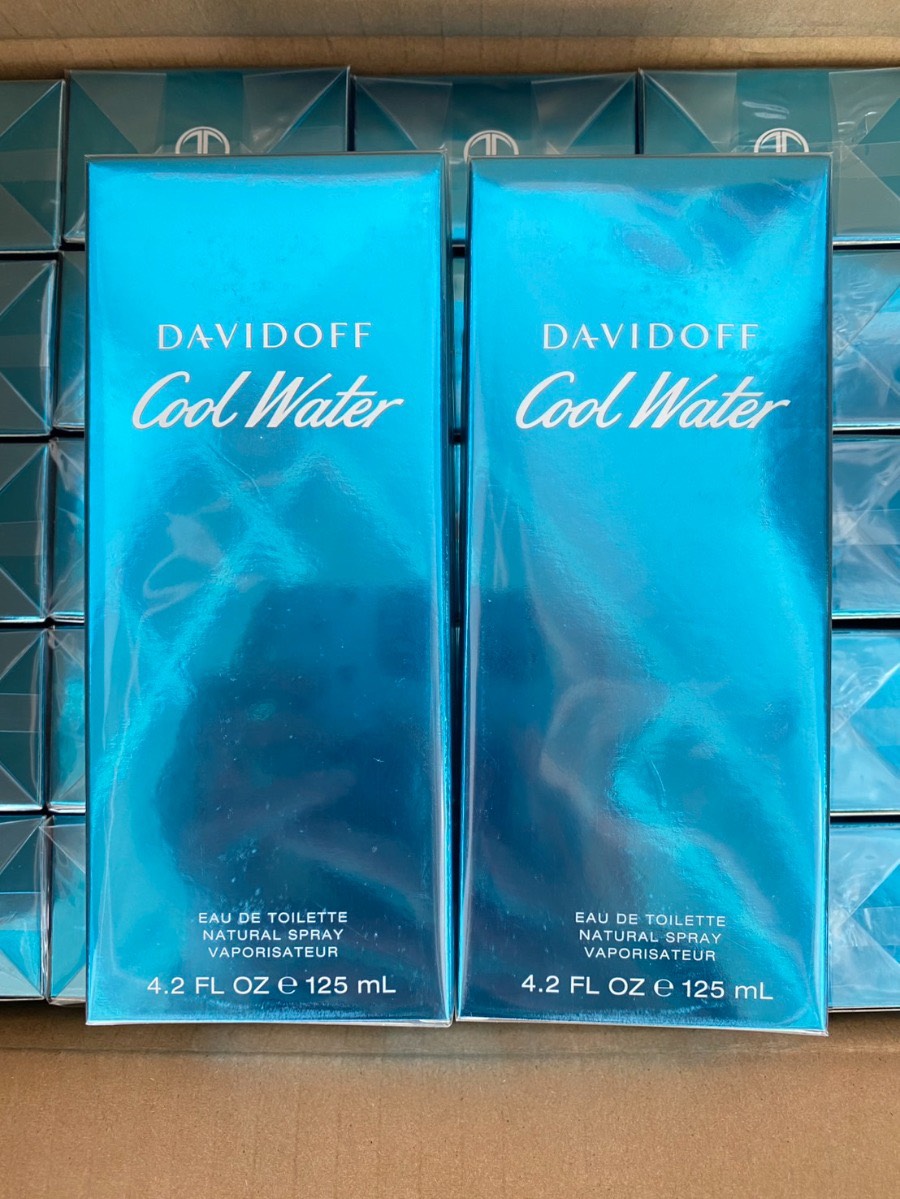 DAVIDOFF
Cool Water
EAU DE TOILETTE
NATURAL SPRAY
VAPORISATEUR
4.2 FL OZ ℮ 125 mL
DAVIDOFF
Cool Water
EAU DE TOILETTE
NATURAL SPRAY
VAPORISATEUR
4.2 FL OZ ℮ 125 mL